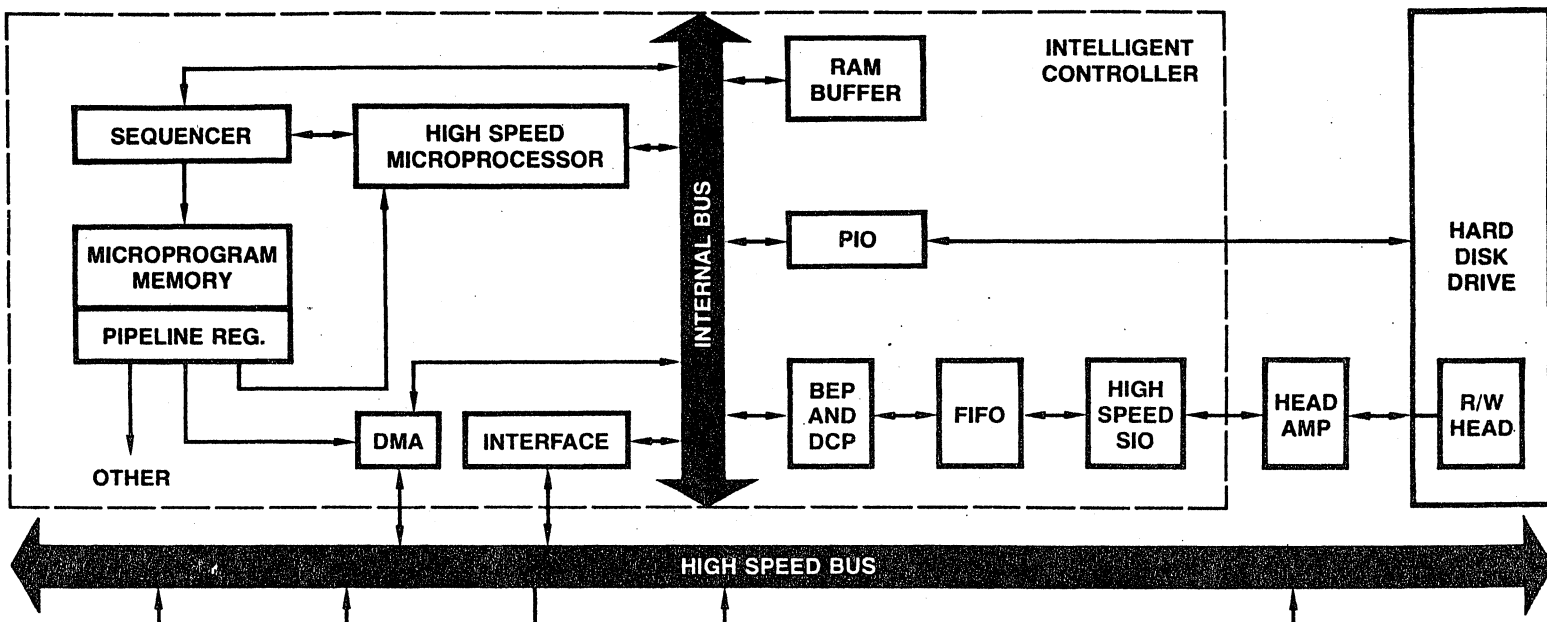 INTELLIGENT
CONTROLLER
RAM
BUFFER
SEQUENCER
HIGH SPEED
MICROPROCESSOR
INTERNAL BUS
MICROPROGRAM
MEMORY
PIPELINE REG.
PIO
HARD
DISK
DRIVE
OTHER
DMA
INTERFACE
BEP
AND
DCP
FIFO
HIGH
SPEED
SIO
HEAD
AMP
R/W
HEAD
HIGH SPEED BUS